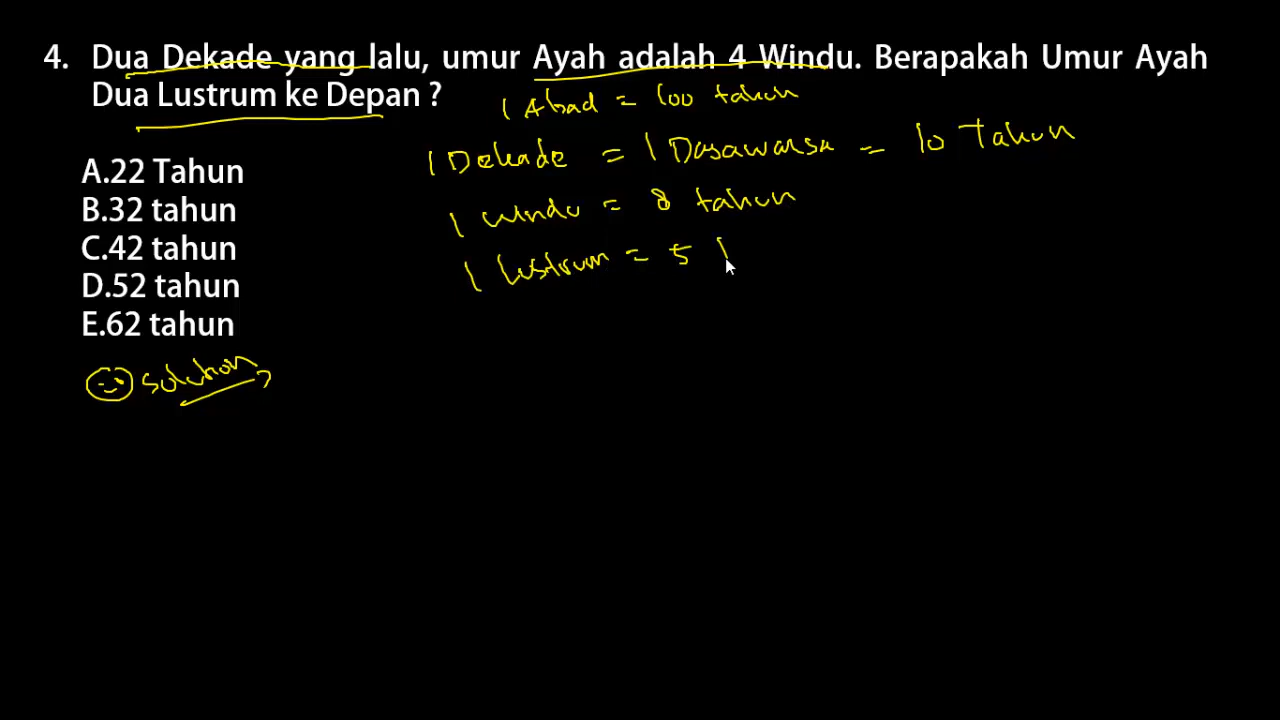 4. Dua Dekade yang lalu, umur Ayah adalah 4 Windu. Berapakah Umur Ayah
Dua Lustrum ke Depan ?
1 Abad = 100 tahun
1 Dekade = 1 Dasawarsa = 10 Tahun
1 windu = 8 tahun
1 lustrum = 5
A.22 Tahun
B.32 tahun
C.42 tahun
D.52 tahun
E.62 tahun
solution